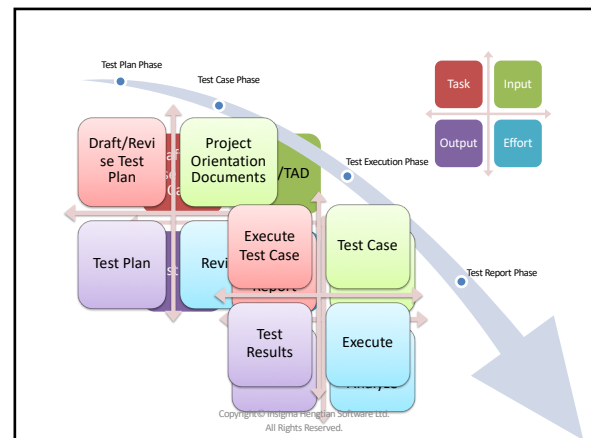 Test Plan Phase
Test Case Phase
Task
Input
Output
Effort
Test Execution Phase
Test Report Phase
Draft/Revi
se Test
Plan
Project
Orientation
Documents
/TAD
Test Plan
Revi
Execute
Test Case
Test Case
Report
Test
Results
Execute
Copyright© Insigma Hengtian Software Ltd.
All Rights Reserved.